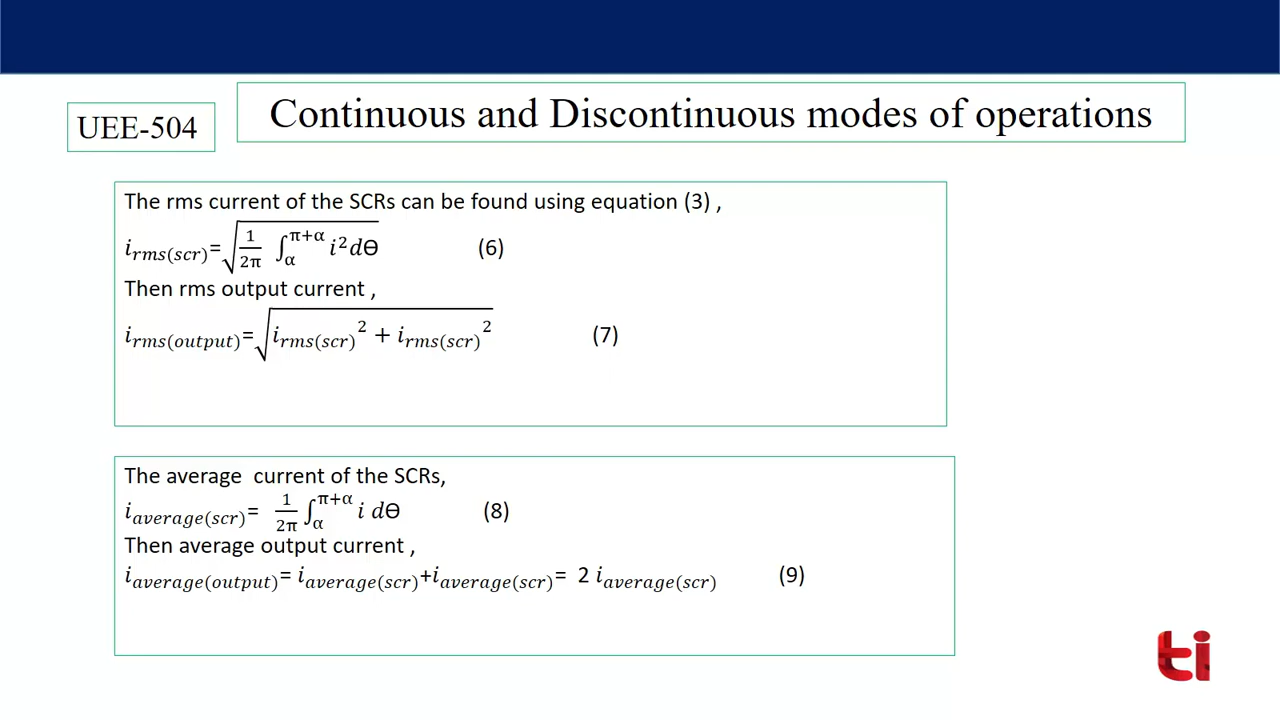 UEE-504
Continuous and Discontinuous modes of operations
The rms current of the SCRs can be found using equation (3) ,
i_rms(scr)=√(1/2π ∫_α^π+α i²dϴ) (6)
Then rms output current ,
i_rms(output)=√(i_rms(scr)² + i_rms(scr)²) (7)
The average current of the SCRs,
i_average(scr)= 1/2π ∫_α^π+α i dϴ (8)
Then average output current ,
i_average(output)= i_average(scr)+i_average(scr)= 2 i_average(scr) (9)
ti